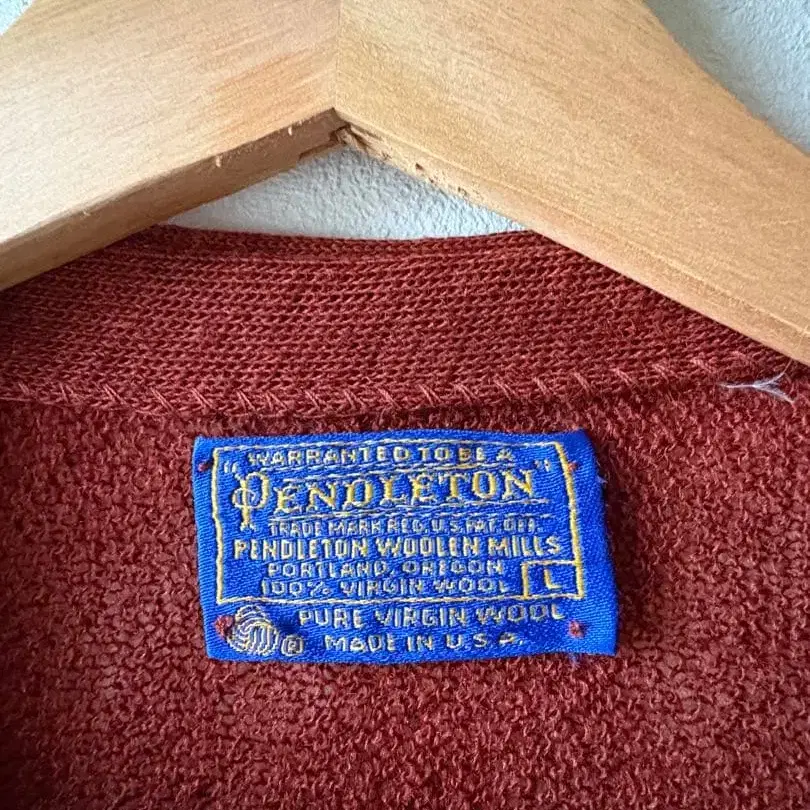 "WARRANTED TO BE A
PENDLETON"
TRADE MARK REG. U.S. PAT. OFF.
PENDLETON WOOLEN MILLS
PORTLAND, OREGON
100% VIRGIN WOOL L
PURE VIRGIN WOOL
® MADE IN U.S.A.